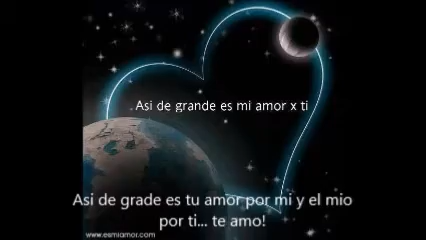 Asi de grande es mi amor x ti
Asi de grade es tu amor por mi y el mio
por ti... te amo!
www.esmiamor.com